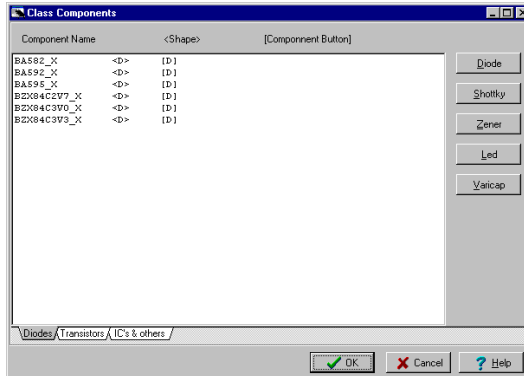 Class Components
Component Name <Shape> [Componnent Button]
BA582_X <D> [D]
BA592_X <D> [D]
BA595_X <D> [D]
BZX84C2V7_X <D> [D]
BZX84C3V0_X <D> [D]
BZX84C3V3_X <D> [D]
Diode
Shottky
Zener
Led
Varicap
Diodes Transistors IC's & others
OK Cancel Help